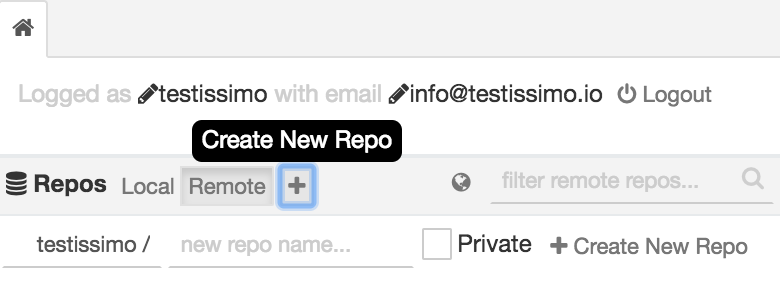 Logged as testissimo with email info@testissimo.io Logout
Create New Repo
Repos Local Remote filter remote repos...
testissimo / new repo name... Private Create New Repo